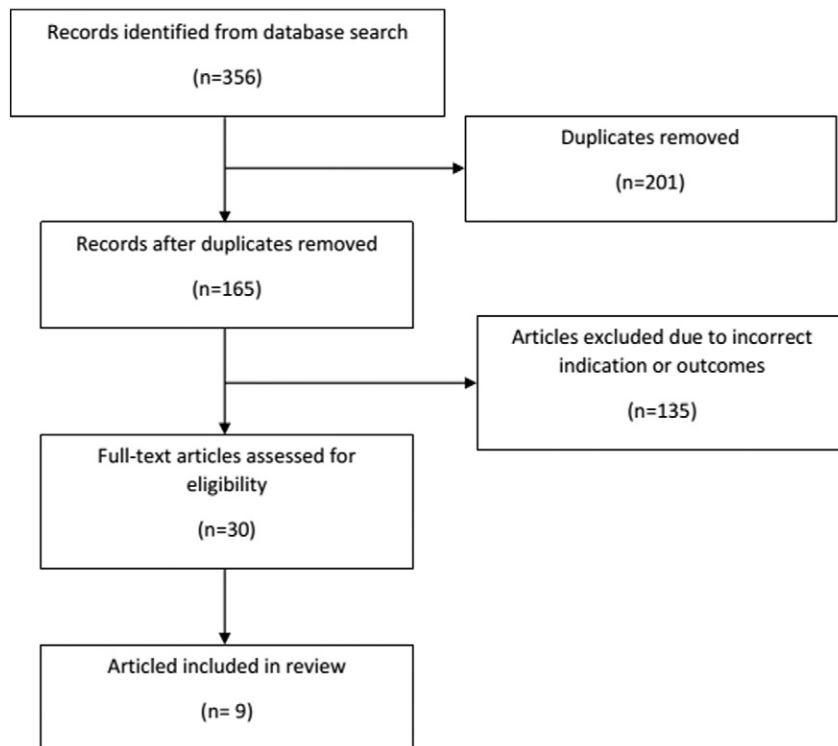 Records identified from database search
(n=356)
Duplicates removed
(n=201)
Records after duplicates removed
(n=165)
Articles excluded due to incorrect
indication or outcomes
(n=135)
Full-text articles assessed for
eligibility
(n=30)
Articled included in review
(n= 9)